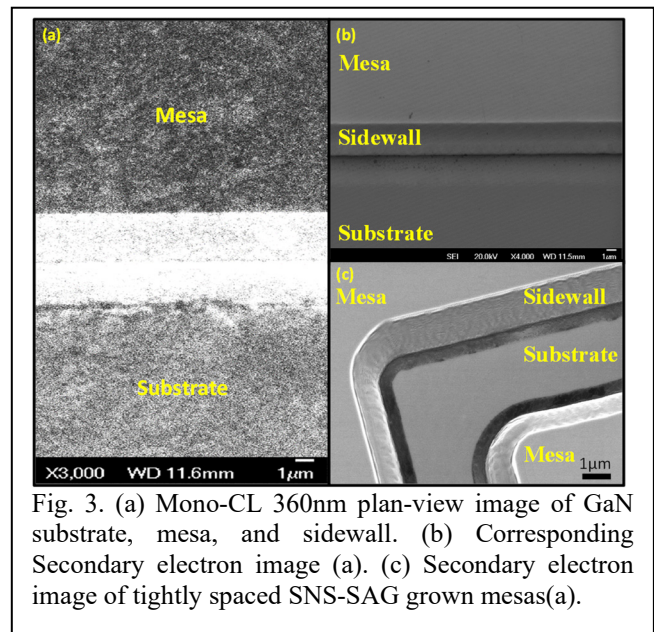 (a)
Mesa
Substrate
X3,000 WD 11.6mm 1μm
(b)
Mesa
Sidewall
Substrate
SEI 20.0kV X4,000 WD 11.5mm 1μm
(c)
Mesa
Sidewall
Substrate
Mesa
1μm
Fig. 3. (a) Mono-CL 360nm plan-view image of GaN
substrate, mesa, and sidewall. (b) Corresponding
Secondary electron image (a). (c) Secondary electron
image of tightly spaced SNS-SAG grown mesas(a).